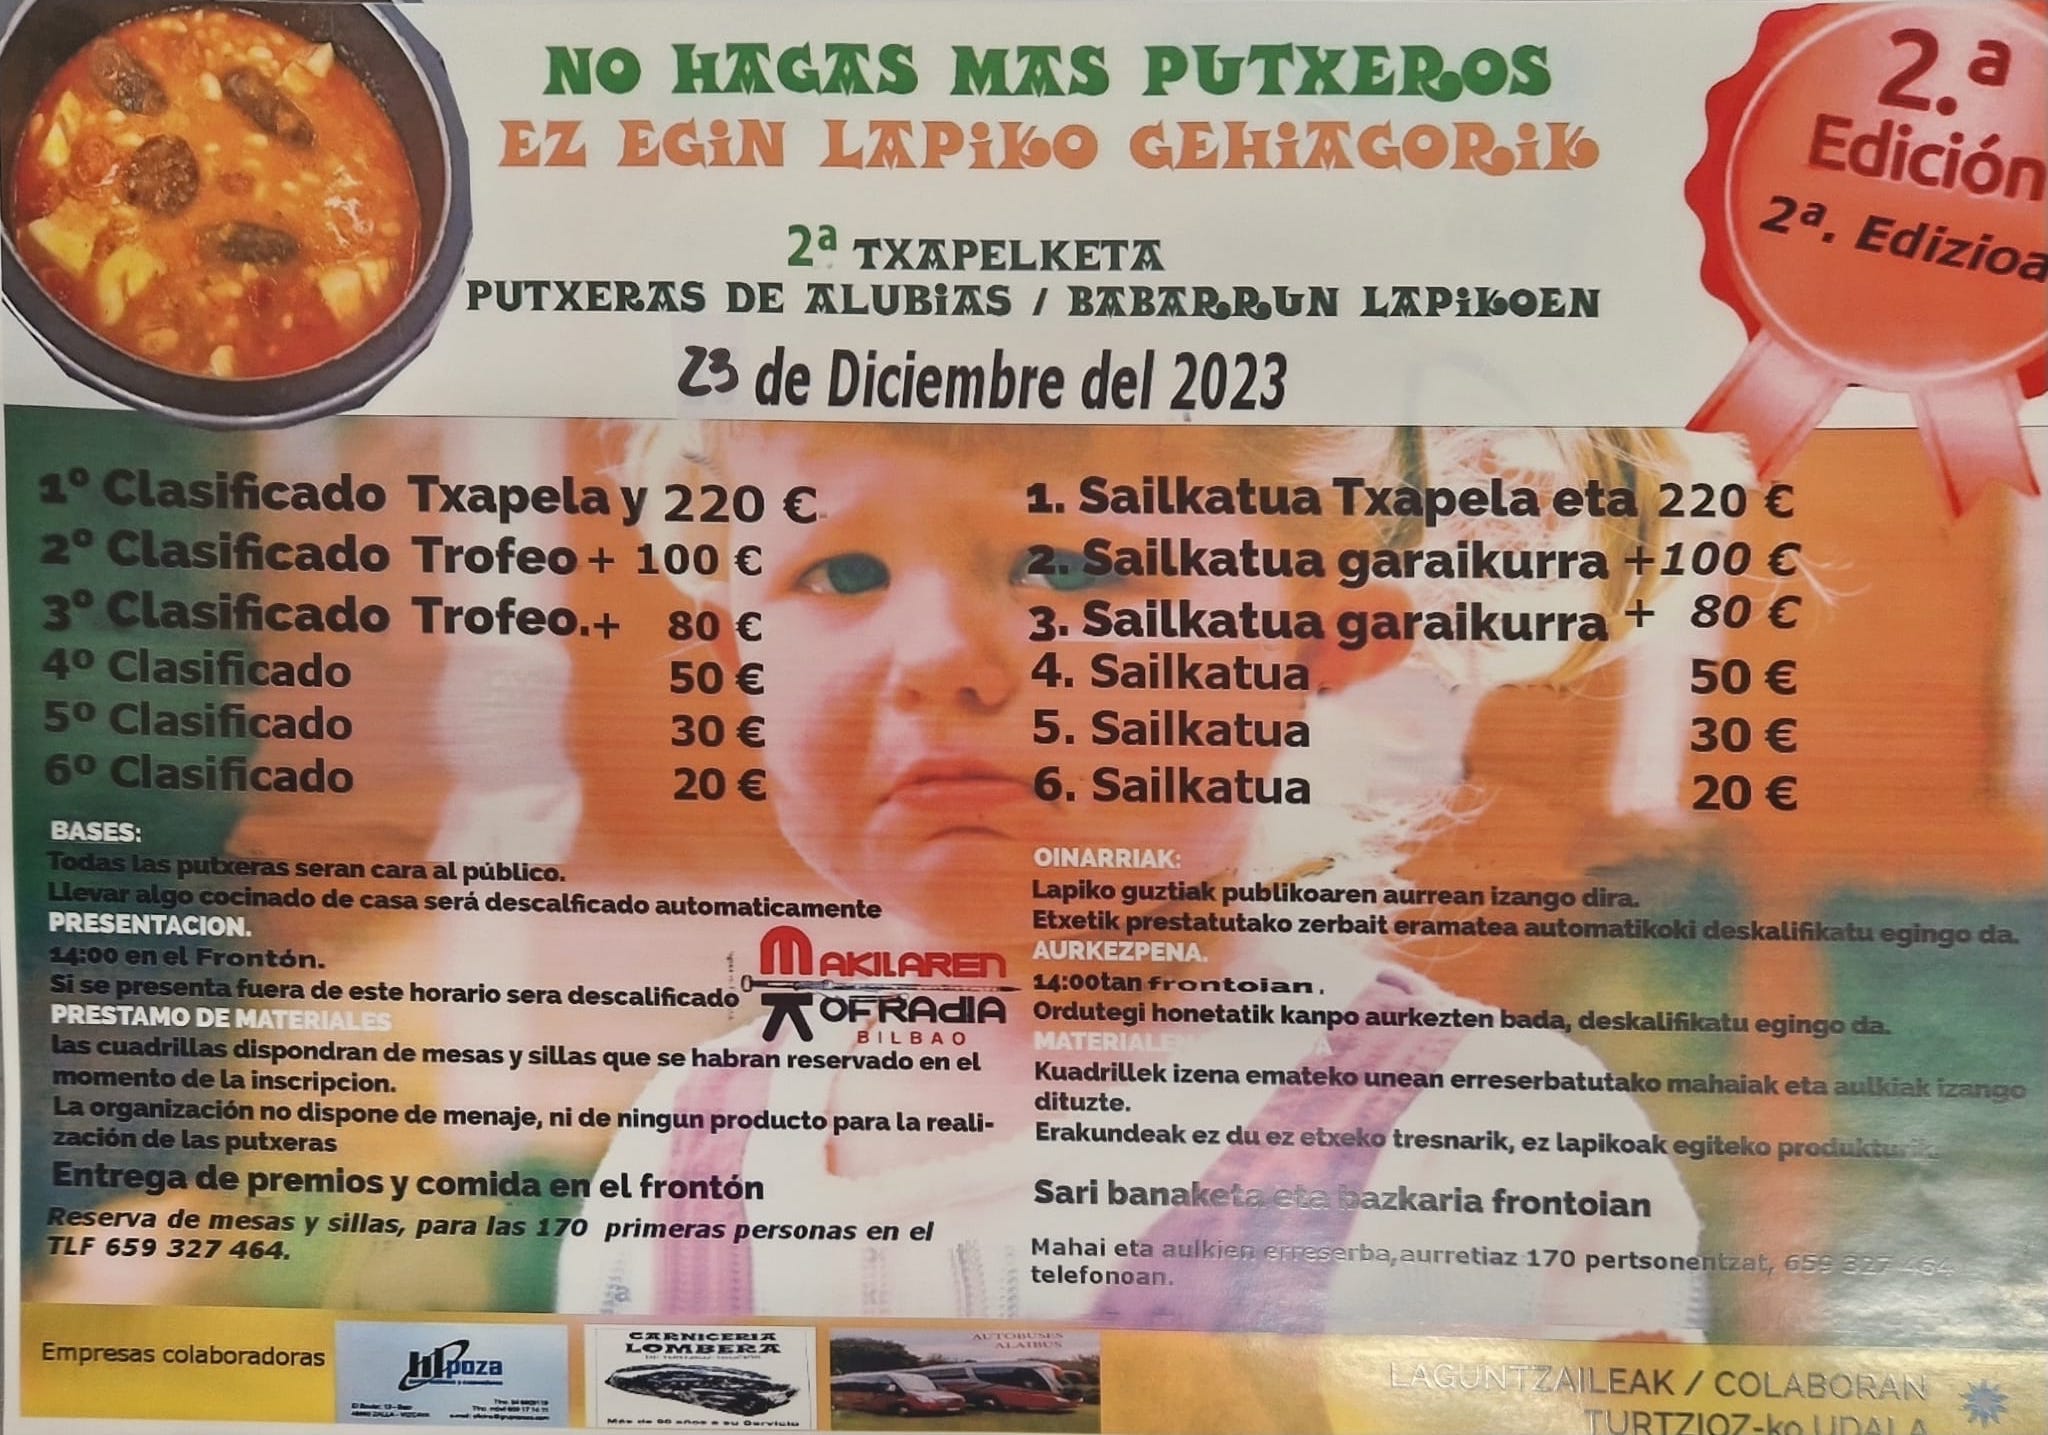 NO HAGAS MAS PUTXEROS
EZ EGIN LAPIKO GEHIAGORIK
2.ª
Edición
2ª. Edizioa
2ª TXAPELKETA
PUTXERAS DE ALUBIAS / BABARRUN LAPIKOEN
23 de Diciembre del 2023
1º Clasificado Txapela y 220 €
2º Clasificado Trofeo + 100 €
3º Clasificado Trofeo.+ 80 €
4º Clasificado 50 €
5º Clasificado 30 €
6º Clasificado 20 €
1. Sailkatua Txapela eta 220 €
2. Sailkatua garaikurra +100 €
3. Sailkatua garaikurra + 80 €
4. Sailkatua 50 €
5. Sailkatua 30 €
6. Sailkatua 20 €
BASES:
Todas las putxeras seran cara al público.
Llevar algo cocinado de casa será descalficado automaticamente
PRESENTACION.
14:00 en el Frontón.
Si se presenta fuera de este horario sera descalificado
PRESTAMO DE MATERIALES
las cuadrillas dispondran de mesas y sillas que se habran reservado en el
momento de la inscripcion.
La organización no dispone de menaje, ni de ningun producto para la reali-
zación de las putxeras
Entrega de premios y comida en el frontón
Reserva de mesas y sillas, para las 170 primeras personas en el
TLF 659 327 464.
MAKILAREN
KOFRADIA
BILBAO
OINARRIAK:
Lapiko guztiak publikoaren aurrean izango dira.
Etxetik prestatutako zerbait eramatea automatikoki deskalifikatu egingo da.
AURKEZPENA.
14:00tan frontoian.
Ordutegi honetatik kanpo aurkezten bada, deskalifikatu egingo da.
Kuadrillek izena emateko unean erreserbatutako mahaiak eta aulkiak izango
dituzte.
Erakundeak ez du ez etxeko tresnarik, ez lapikoak egiteko produkturik
Sari banaketa eta bazkaria frontoian
Mahai eta aulkien erreserba,aurretiaz 170 pertsonentzat, 659 327 464
telefonoan.
Empresas colaboradoras
poza
CARNICERIA
LOMBERA
Más de 90 años a su Servicio
AUTOBUSES
ALAIBUS
LAGUNTZAILEAK / COLABORAN
TURTZIOZ-ko UDALA